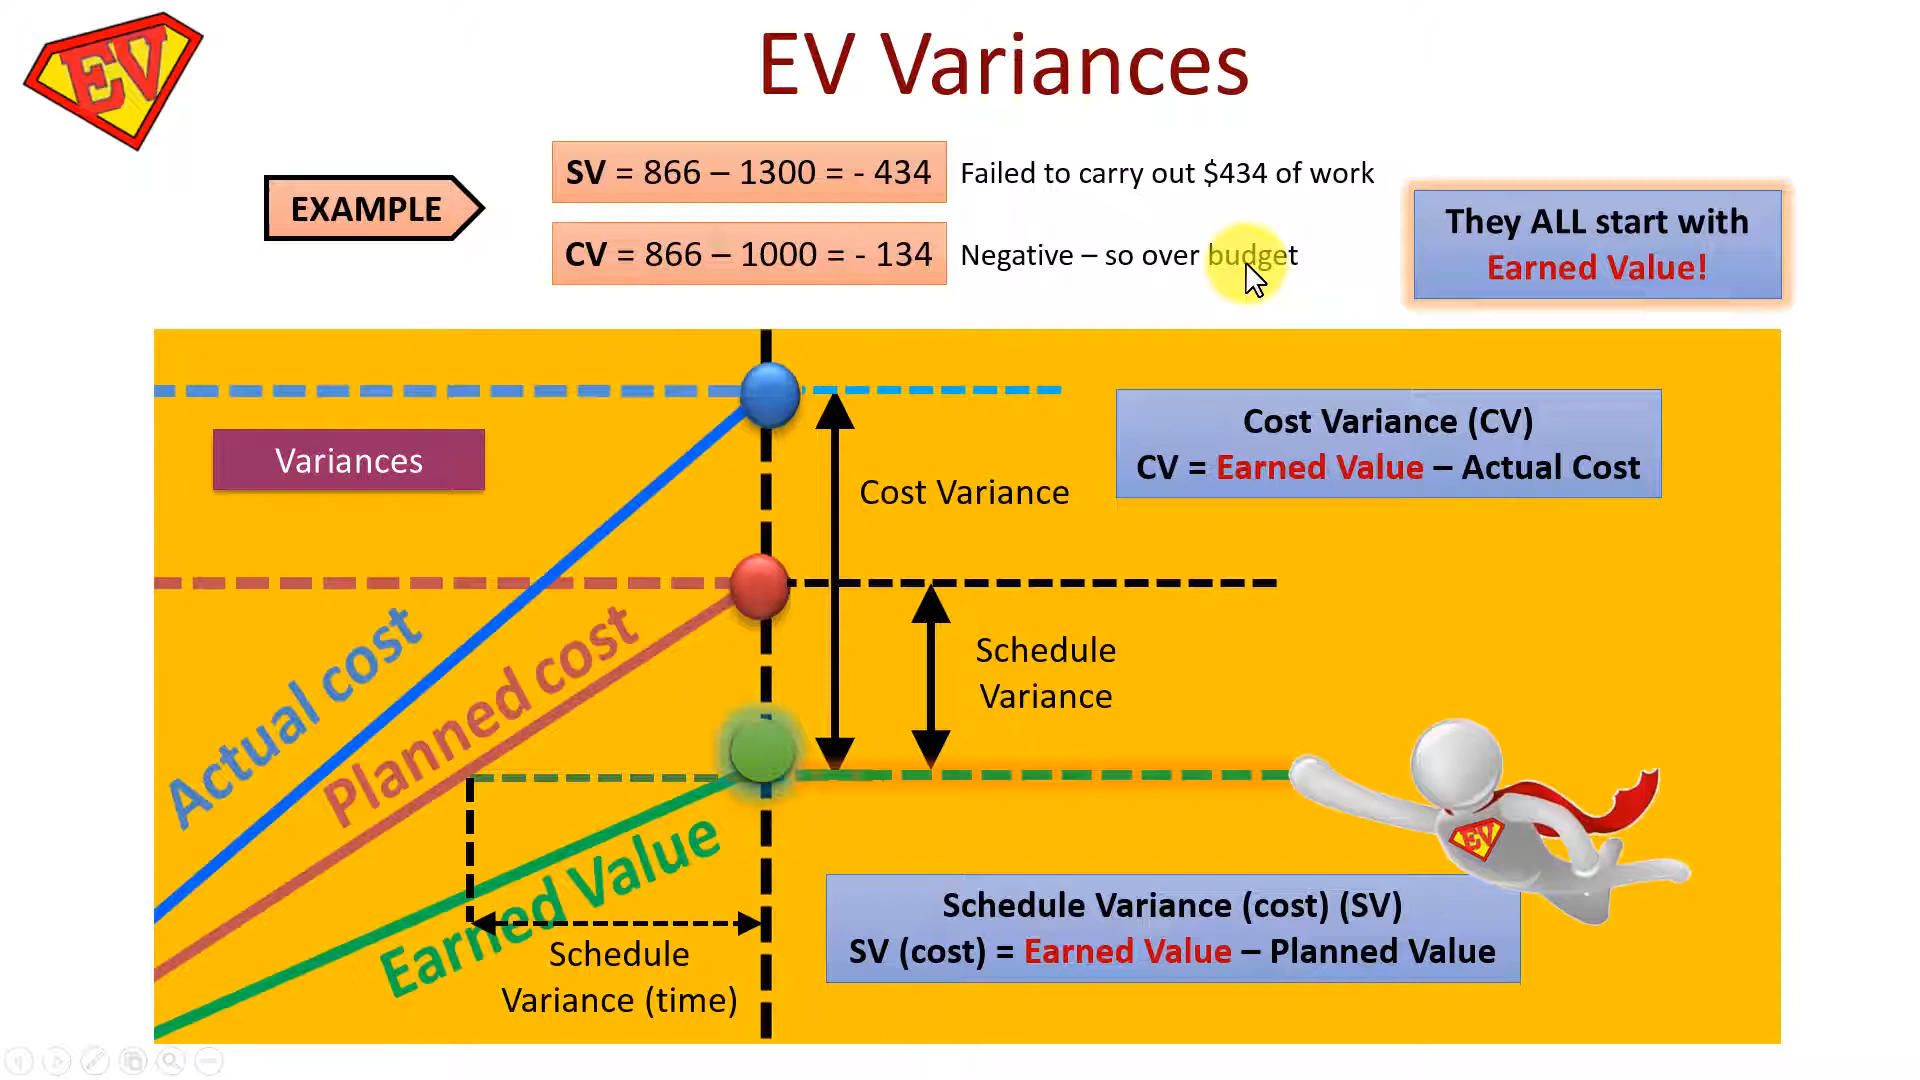 EV
EV Variances
EXAMPLE
SV = 866 – 1300 = - 434
Failed to carry out $434 of work
CV = 866 – 1000 = - 134
Negative – so over budget
They ALL start with
Earned Value!
Variances
Cost Variance
Cost Variance (CV)
CV = Earned Value – Actual Cost
Actual cost
Planned cost
Schedule
Variance
Earned Value
Schedule
Variance (time)
EV
Schedule Variance (cost) (SV)
SV (cost) = Earned Value – Planned Value